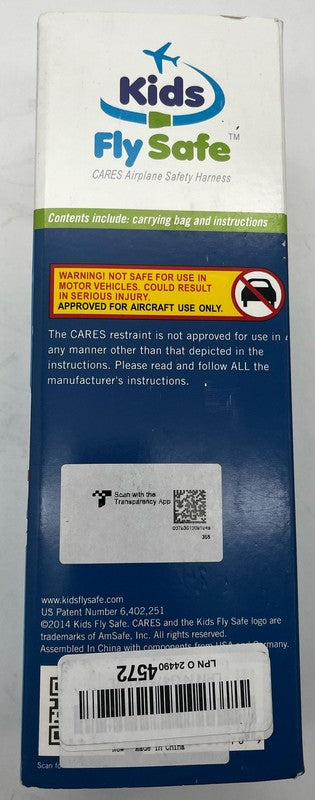 Kids
Fly Safe™
CARES Airplane Safety Harness
Contents include: carrying bag and instructions
WARNING! NOT SAFE FOR USE IN
MOTOR VEHICLES. COULD RESULT
IN SERIOUS INJURY.
APPROVED FOR AIRCRAFT USE ONLY.
The CARES restraint is not approved for use in
any manner other than that depicted in the
instructions. Please read and follow ALL the
manufacturer's instructions.
Scan with the
Transparency App
www.kidsflysafe.com
US Patent Number 6,402,251
©2014 Kids Fly Safe. CARES and the Kids Fly Safe logo are
trademarks of AmSafe, Inc. All rights reserved.
Assembled In China with components from USA and Germany.
LPN O 24490 4572
Made in China
Scan for